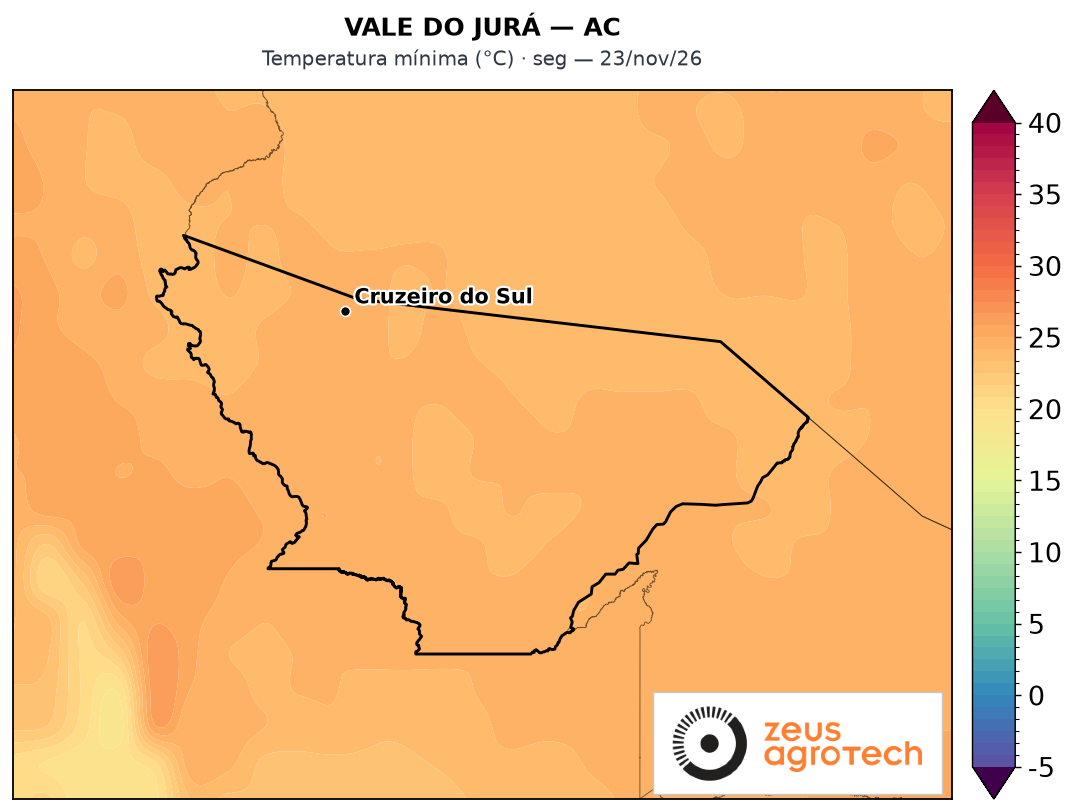 VALE DO JURÁ — AC
Temperatura mínima (°C) · seg — 23/nov/26
Cruzeiro do Sul
40
35
30
25
20
15
10
5
0
-5
zeus
agrotech